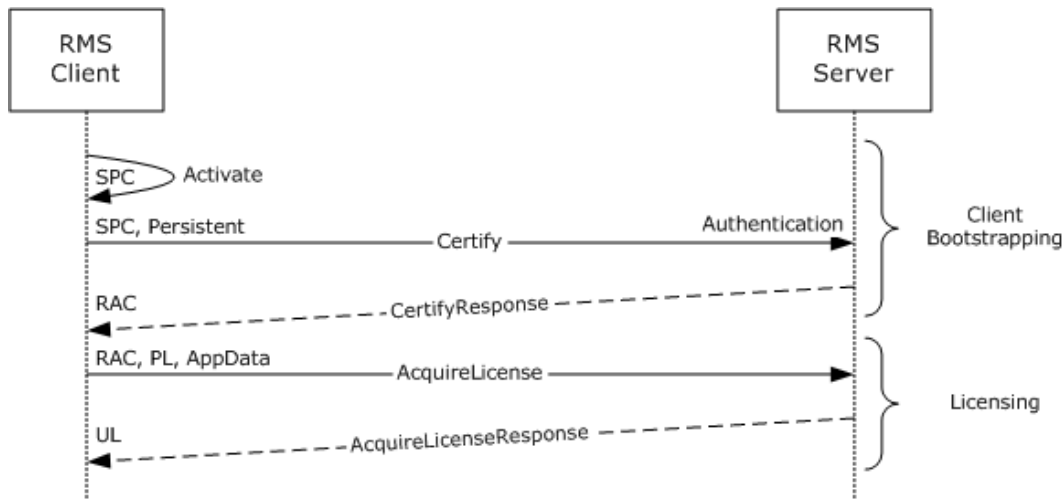 RMS
Client
RMS
Server
SPC
Activate
SPC, Persistent
Certify
Authentication
Client
Bootstrapping
RAC
CertifyResponse
RAC, PL, AppData
AcquireLicense
Licensing
UL
AcquireLicenseResponse